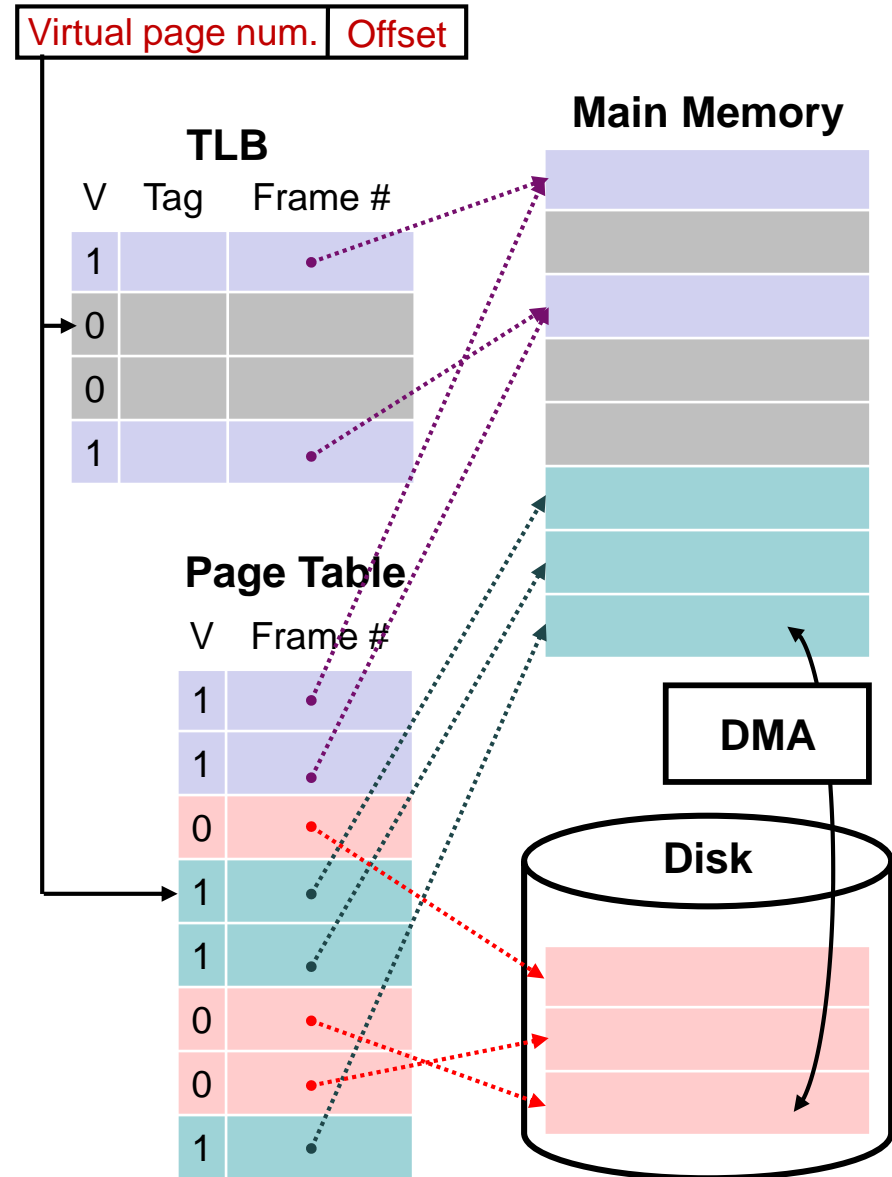 Virtual page num. Offset
TLB
V Tag Frame #
1
0
0
1
Main Memory
Page Table
V Frame #
1
1
0
1
1
0
0
1
DMA
Disk